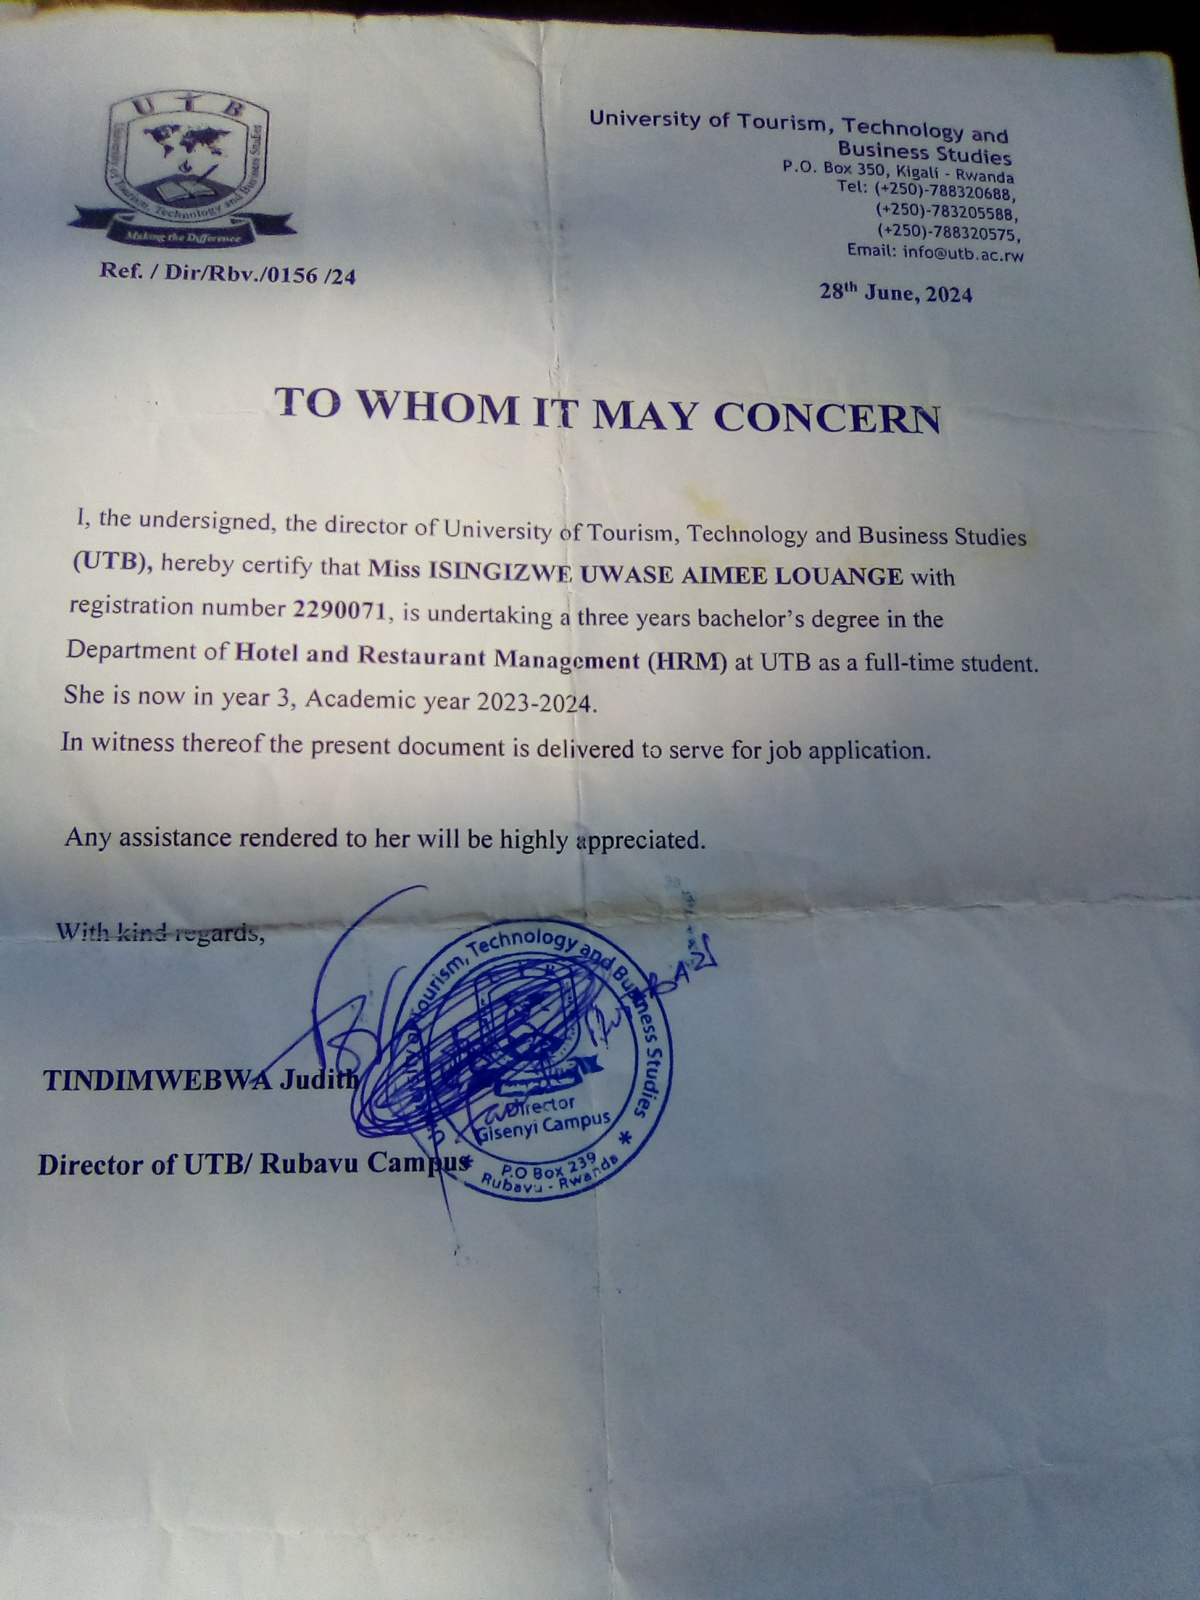 U T B
University of Tourism, Technology and Business Studies
Making the Difference
Ref. / Dir/Rbv./0156 /24
University of Tourism, Technology and
Business Studies
P.O. Box 350, Kigali - Rwanda
Tel: (+250)-788320688,
(+250)-783205588,
(+250)-788320575,
Email: info@utb.ac.rw
28th June, 2024
TO WHOM IT MAY CONCERN
I, the undersigned, the director of University of Tourism, Technology and Business Studies
(UTB), hereby certify that Miss ISINGIZWE UWASE AIMEE LOUANGE with
registration number 2290071, is undertaking a three years bachelor's degree in the
Department of Hotel and Restaurant Management (HRM) at UTB as a full-time student.
She is now in year 3, Academic year 2023-2024.
In witness thereof the present document is delivered to serve for job application.
Any assistance rendered to her will be highly appreciated.
With kind regards,
TINDIMWEBWA Judith
Director of UTB/ Rubavu Campus
Tourism, Technology and Business Studies
Director
Gisenyi Campus
P.O Box 239
Rubavu - Rwanda